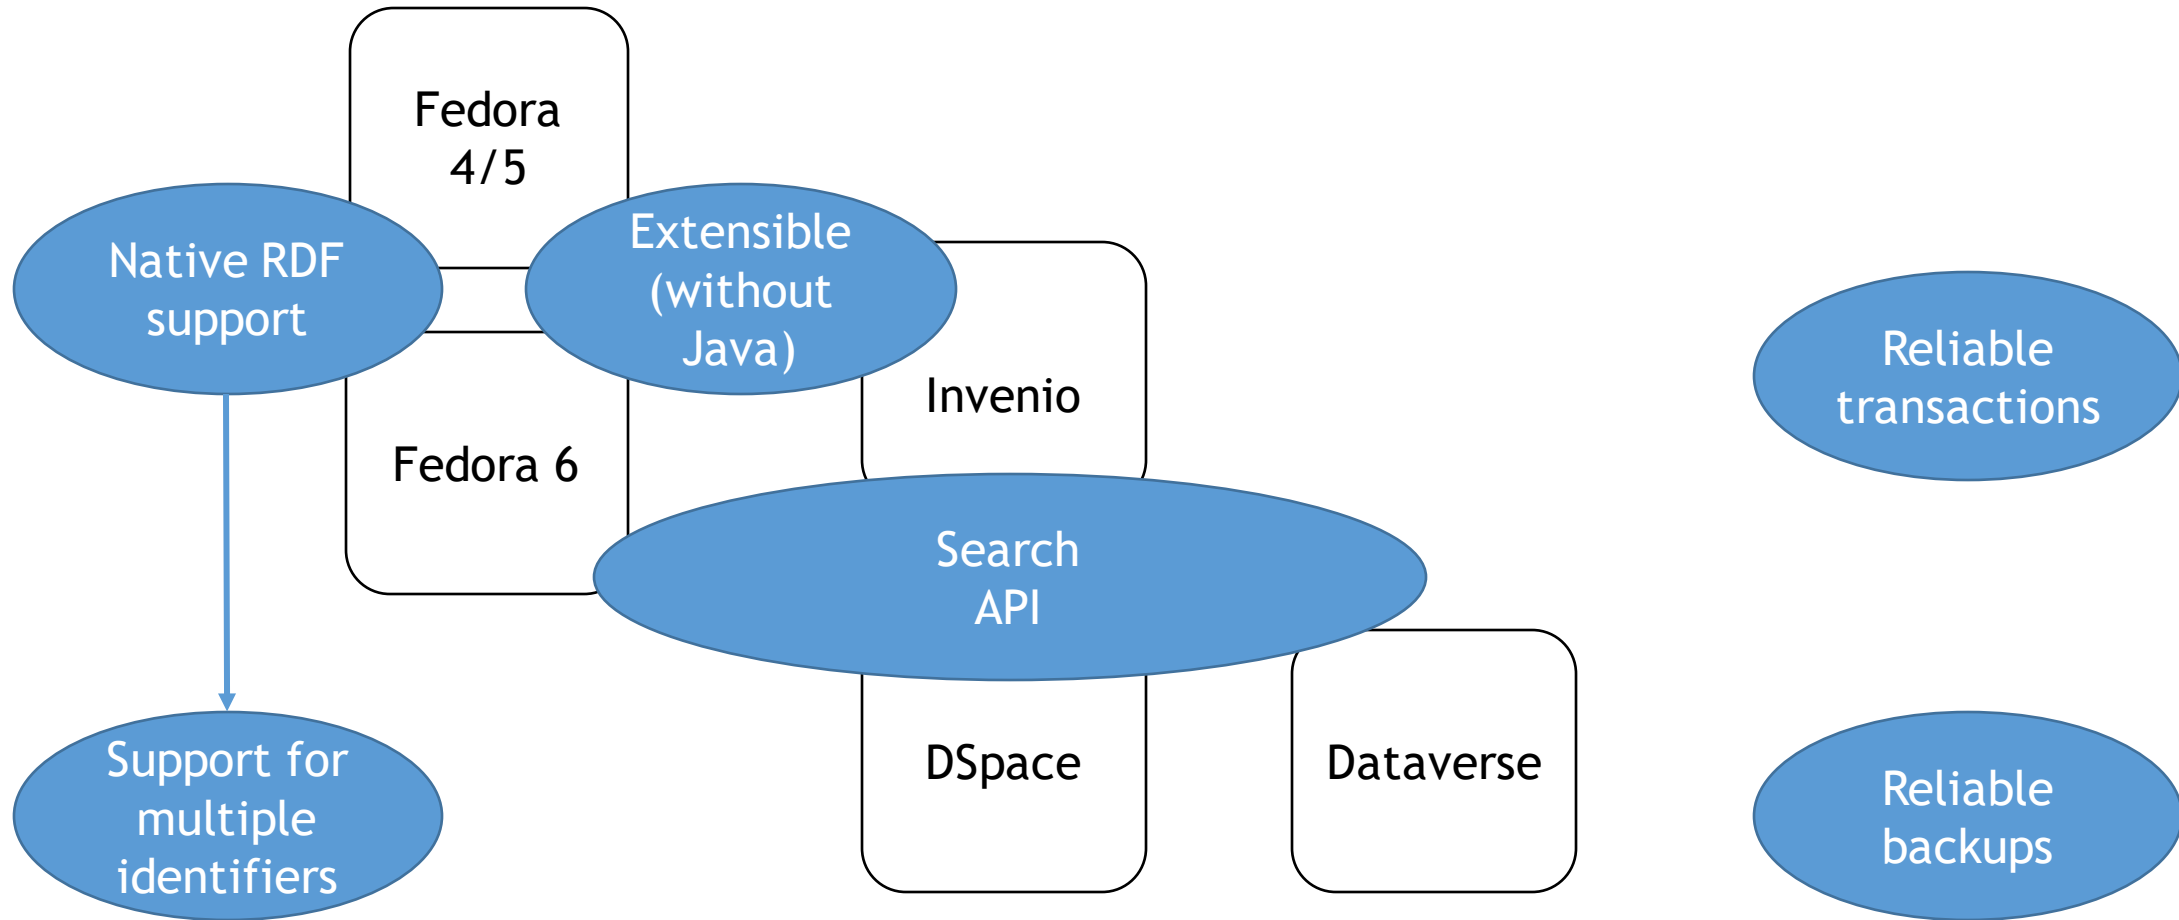 Fedora
4/5
Native RDF
support
Extensible
(without
Java)
Fedora 6
Invenio
Reliable
transactions
Search
API
Support for
multiple
identifiers
DSpace
Dataverse
Reliable
backups